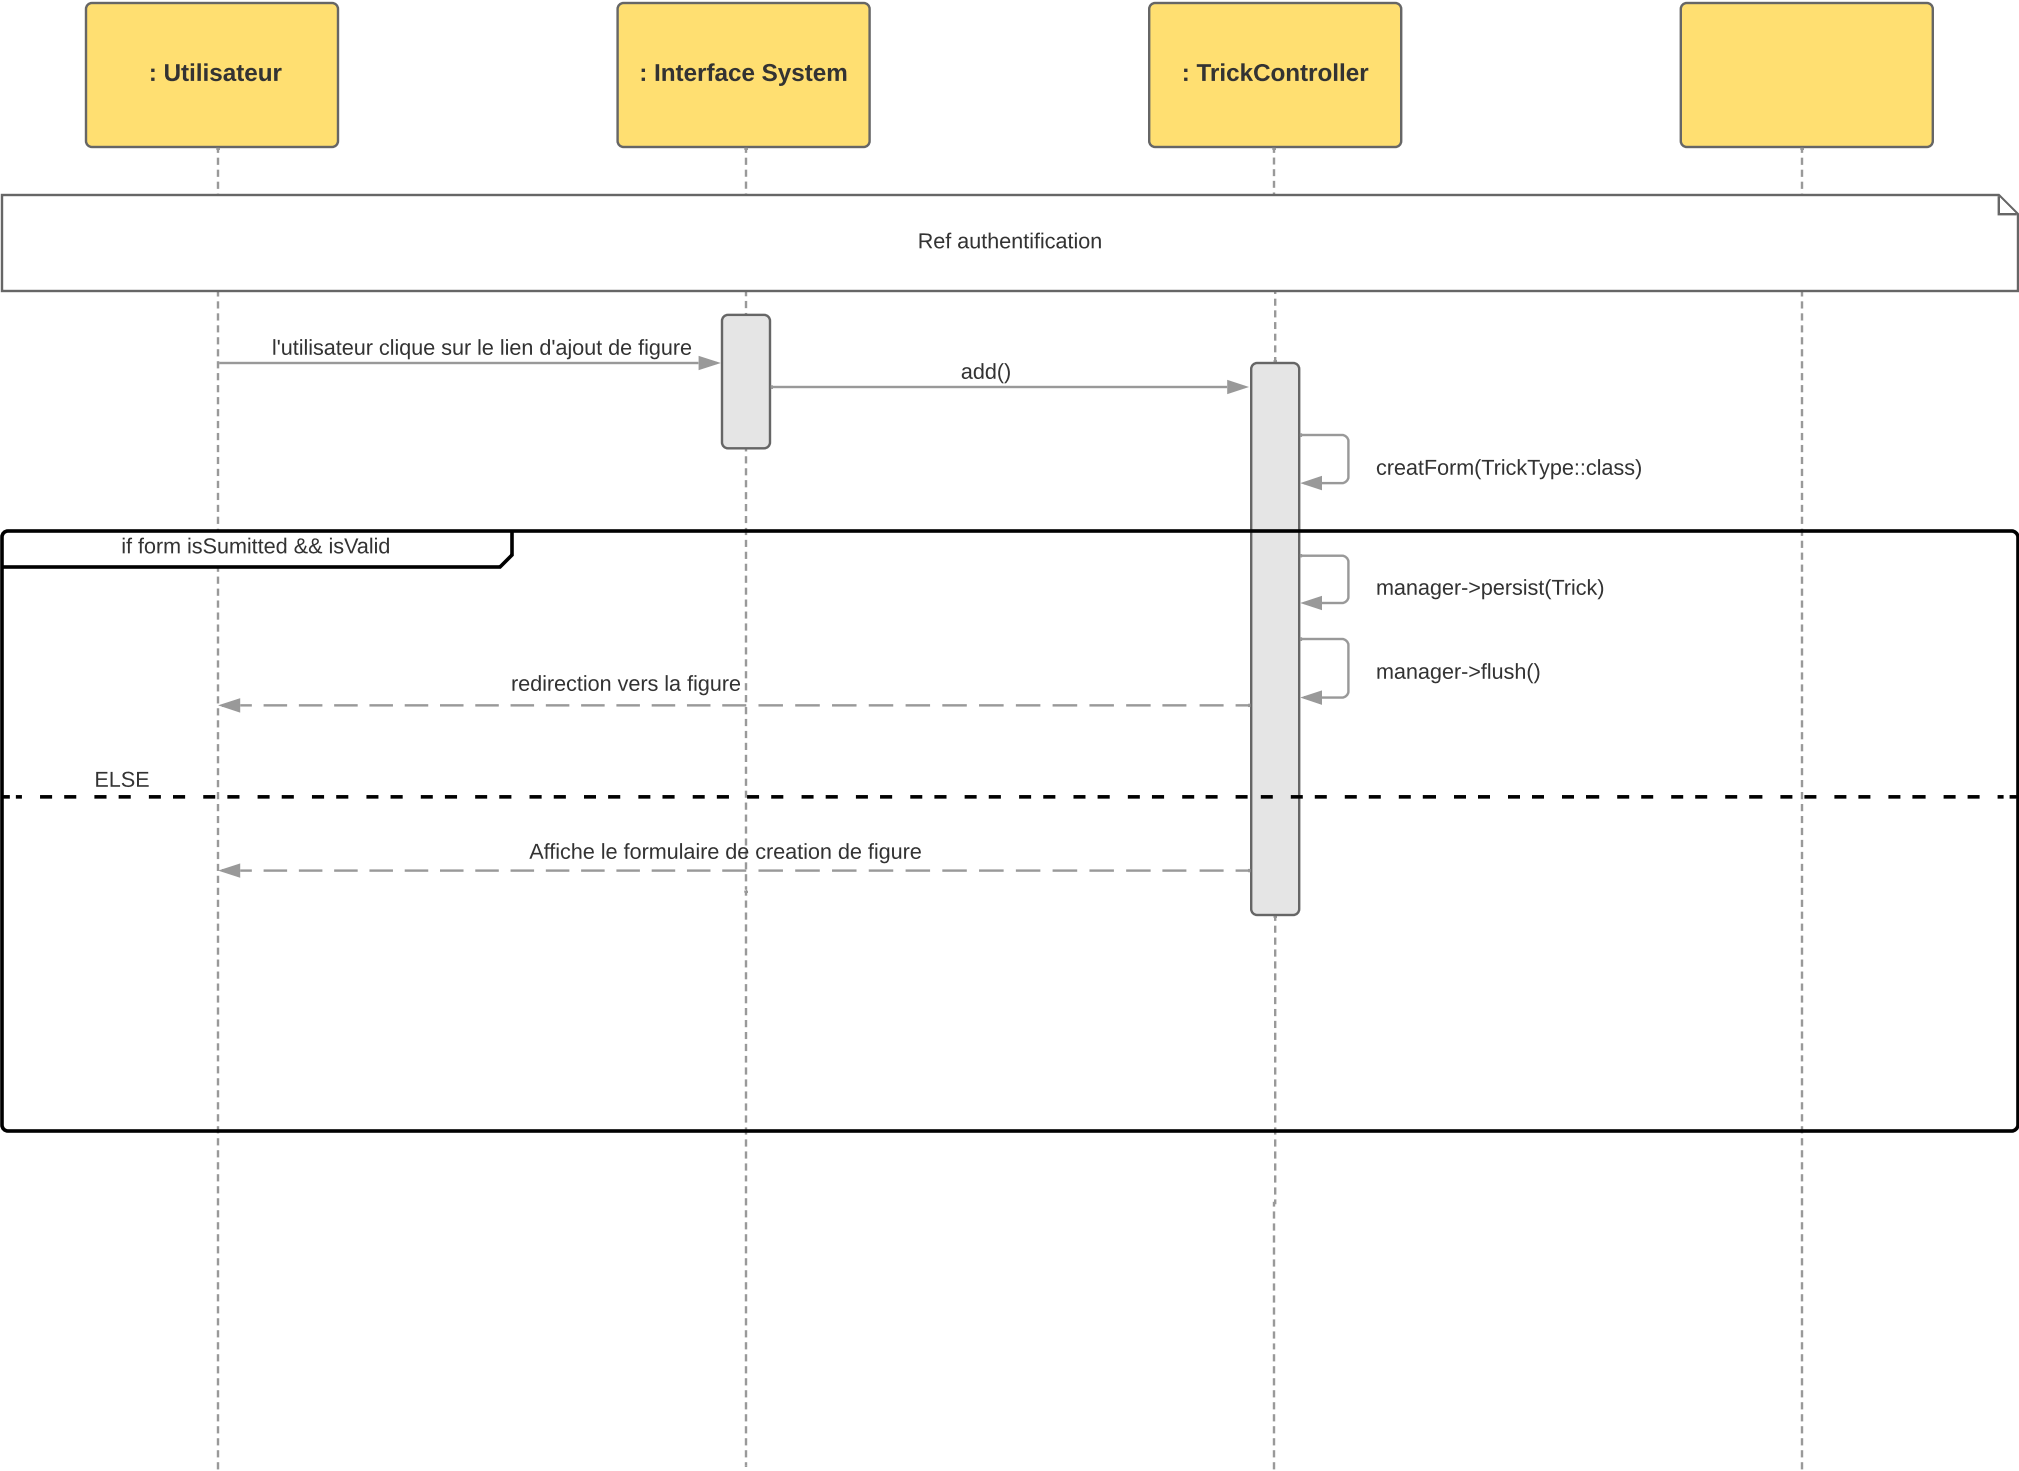 : Utilisateur
: Interface System
: TrickController
Ref authentification
l'utilisateur clique sur le lien d'ajout de figure
add()
creatForm(TrickType::class)
if form isSumitted && isValid
manager->persist(Trick)
manager->flush()
redirection vers la figure
ELSE
Affiche le formulaire de creation de figure